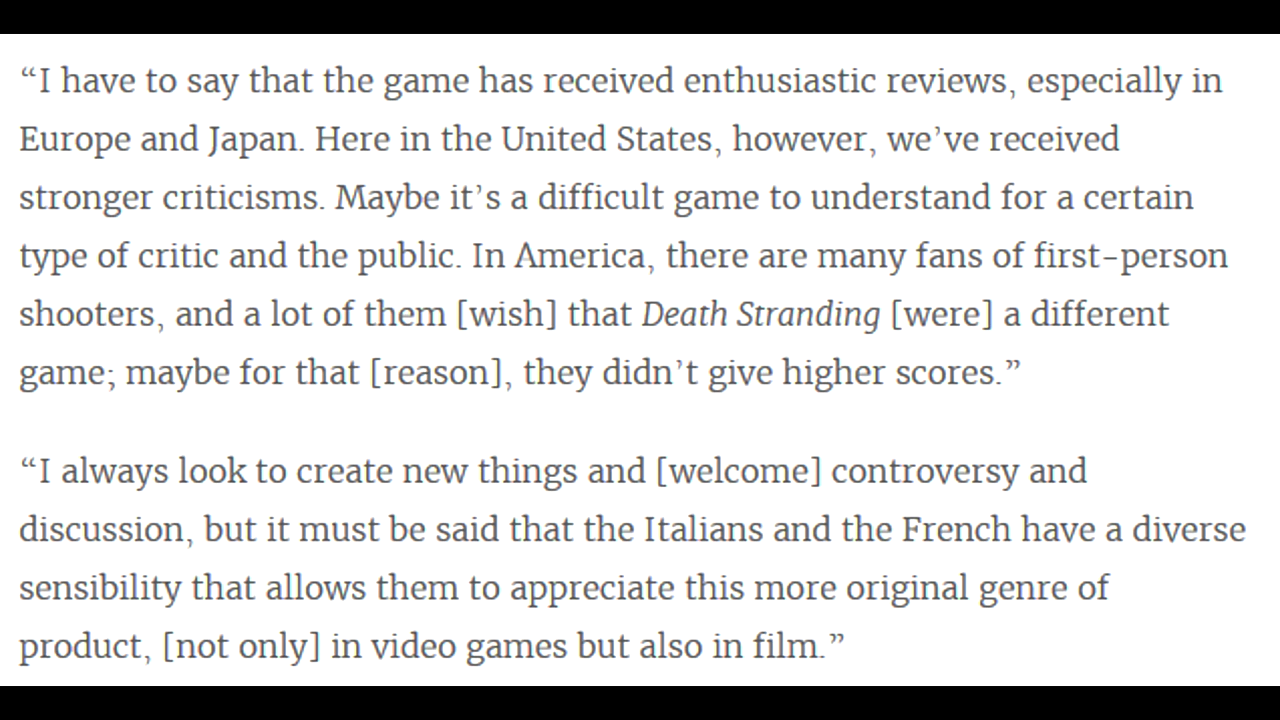 “I have to say that the game has received enthusiastic reviews, especially in
Europe and Japan. Here in the United States, however, we’ve received
stronger criticisms. Maybe it’s a difficult game to understand for a certain
type of critic and the public. In America, there are many fans of first-person
shooters, and a lot of them [wish] that Death Stranding [were] a different
game; maybe for that [reason], they didn’t give higher scores.”
“I always look to create new things and [welcome] controversy and
discussion, but it must be said that the Italians and the French have a diverse
sensibility that allows them to appreciate this more original genre of
product, [not only] in video games but also in film.”